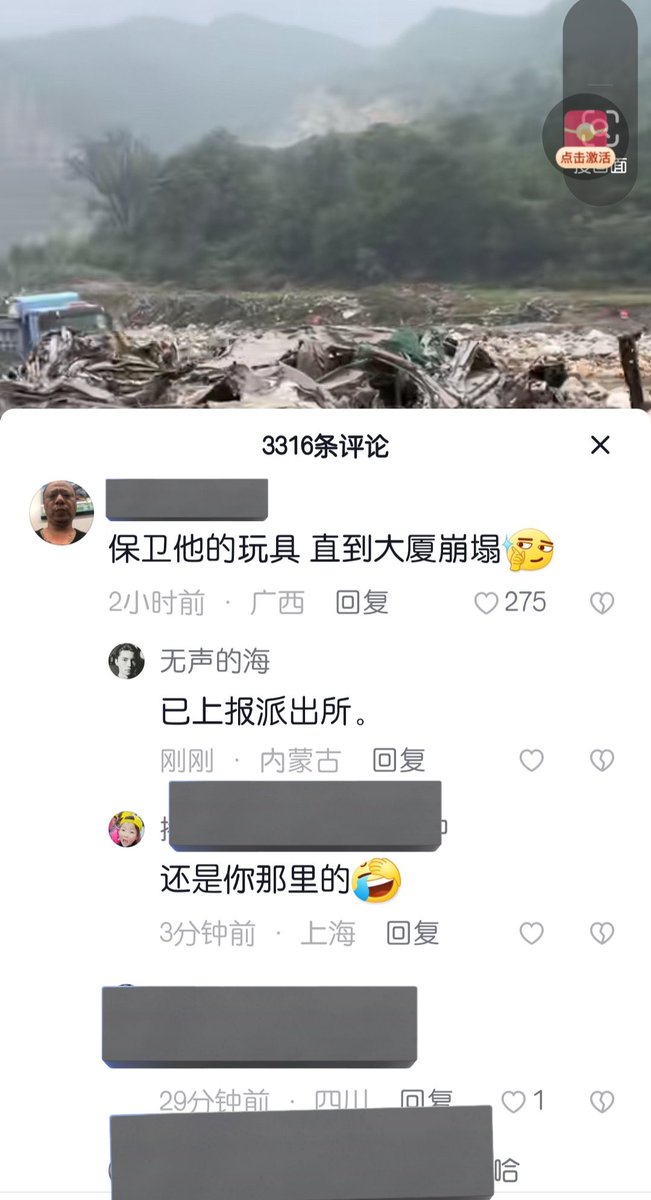 点击激活
3316条评论
保卫他的玩具 直到大厦崩塌
2小时前 · 广西 回复 275
无声的海
已上报派出所。
刚刚 · 内蒙古 回复
还是你那里的
3分钟前 · 上海 回复
29分钟前 · 四川 回复 1
哈